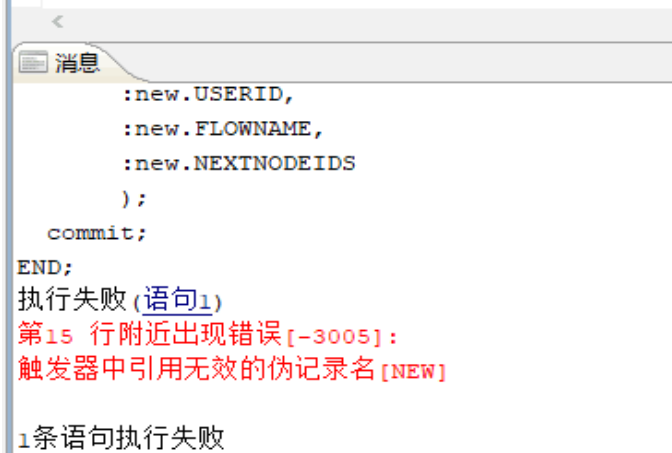 消息
:new.USERID,
:new.FLOWNAME,
:new.NEXTNODEIDS
);
commit;
END;
执行失败(语句1)
第15 行附近出现错误[-3005]:
触发器中引用无效的伪记录名[NEW]
1条语句执行失败